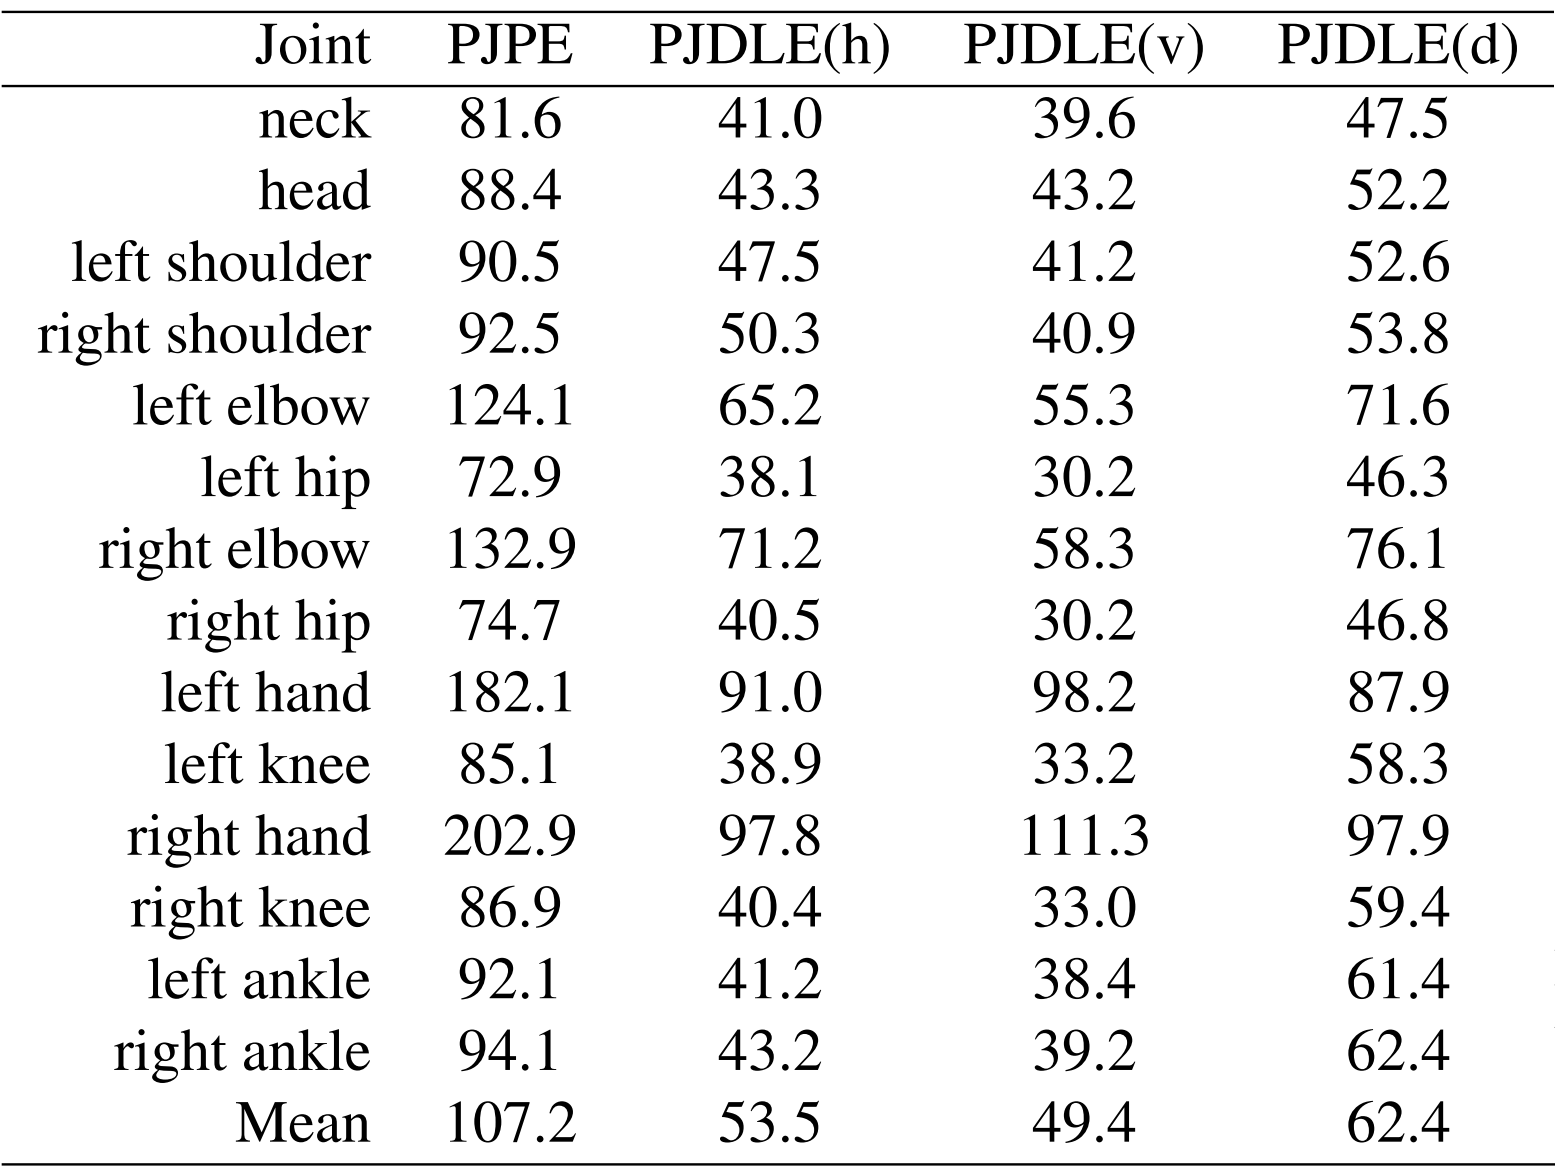 Joint PJPE PJDLE(h) PJDLE(v) PJDLE(d)
neck 81.6 41.0 39.6 47.5
head 88.4 43.3 43.2 52.2
left shoulder 90.5 47.5 41.2 52.6
right shoulder 92.5 50.3 40.9 53.8
left elbow 124.1 65.2 55.3 71.6
left hip 72.9 38.1 30.2 46.3
right elbow 132.9 71.2 58.3 76.1
right hip 74.7 40.5 30.2 46.8
left hand 182.1 91.0 98.2 87.9
left knee 85.1 38.9 33.2 58.3
right hand 202.9 97.8 111.3 97.9
right knee 86.9 40.4 33.0 59.4
left ankle 92.1 41.2 38.4 61.4
right ankle 94.1 43.2 39.2 62.4
Mean 107.2 53.5 49.4 62.4